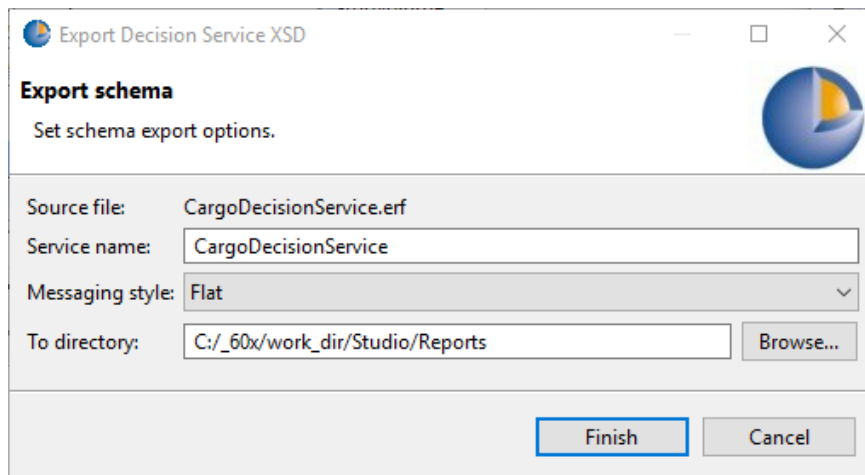 Export Decision Service XSD
Export schema
Set schema export options.
Source file: CargoDecisionService.erf
Service name: CargoDecisionService
Messaging style: Flat
To directory: C:/_60x/work_dir/Studio/Reports Browse...
Finish Cancel